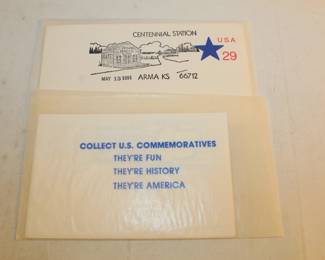 CENTENNIAL STATION
USA
29
ARMA KS 66712
COLLECT U.S. COMMEMORATIVES
THEY'RE FUN
THEY'RE HISTORY
THEY'RE AMERICA